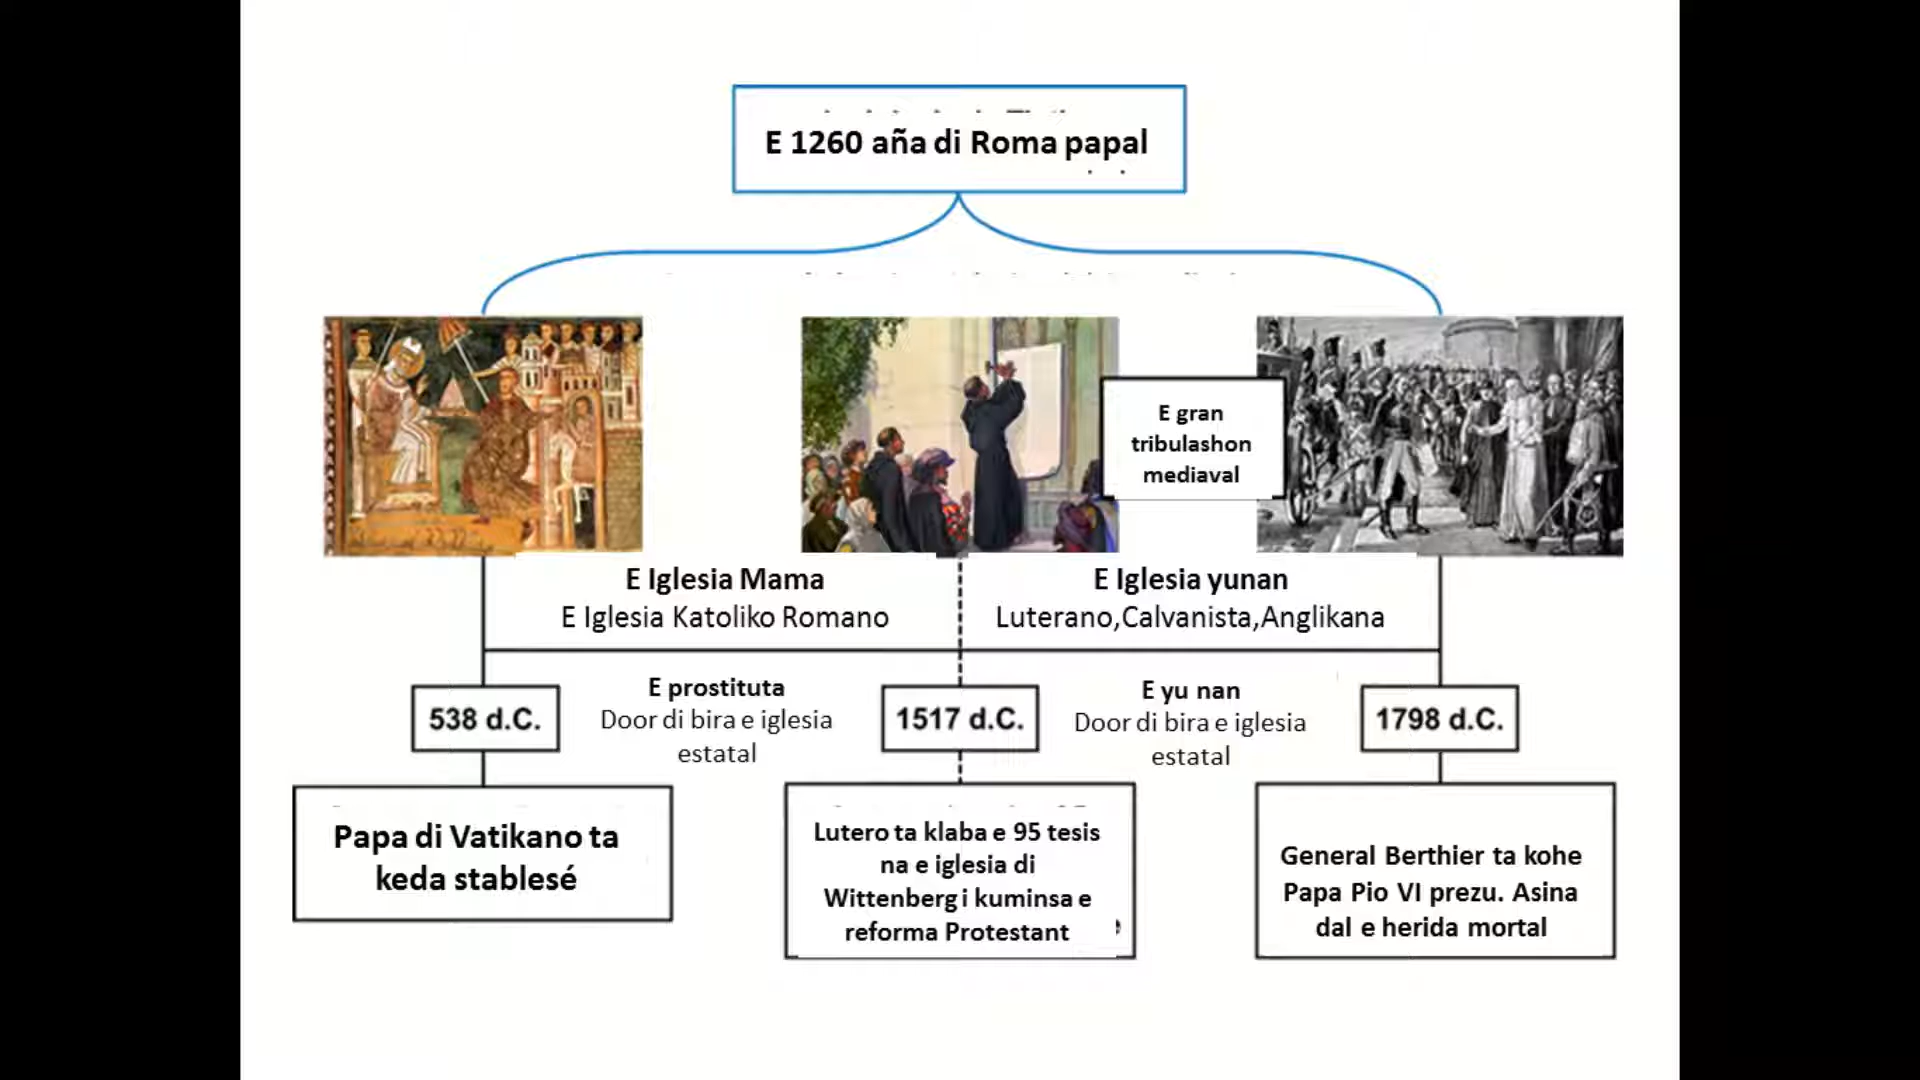 E 1260 aña di Roma papal
E gran
tribulashon
mediaval
E Iglesia Mama
E Iglesia Katoliko Romano
E Iglesia yunan
Luterano,Calvanista,Anglikana
E prostituta
Door di bira e iglesia
estatal
E yu nan
Door di bira e iglesia
estatal
538 d.C.
1517 d.C.
1798 d.C.
Papa di Vatikano ta
keda stablesé
Lutero ta klaba e 95 tesis
na e iglesia di
Wittenberg i kuminsa e
reforma Protestant
General Berthier ta kohe
Papa Pio VI prezu. Asina
dal e herida mortal